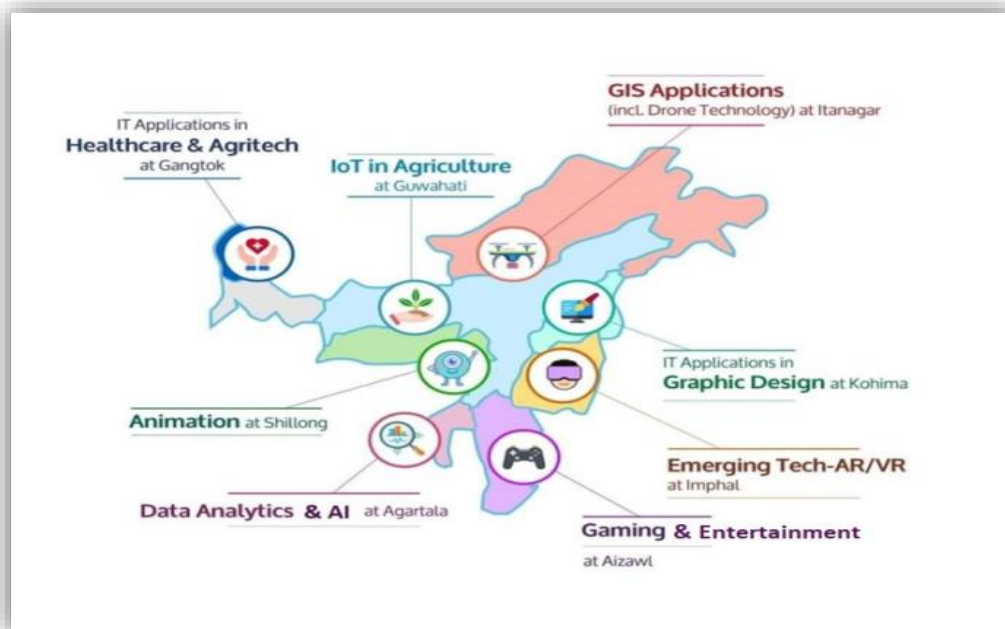 GIS Applications
(incl. Drone Technology) at Itanagar
IT Applications in
Healthcare & Agritech
at Gangtok
IoT in Agriculture
at Guwahati
IT Applications in
Graphic Design at Kohima
Animation at Shillong
Emerging Tech-AR/VR
at Imphal
Data Analytics & AI at Agartala
Gaming & Entertainment
at Aizawl